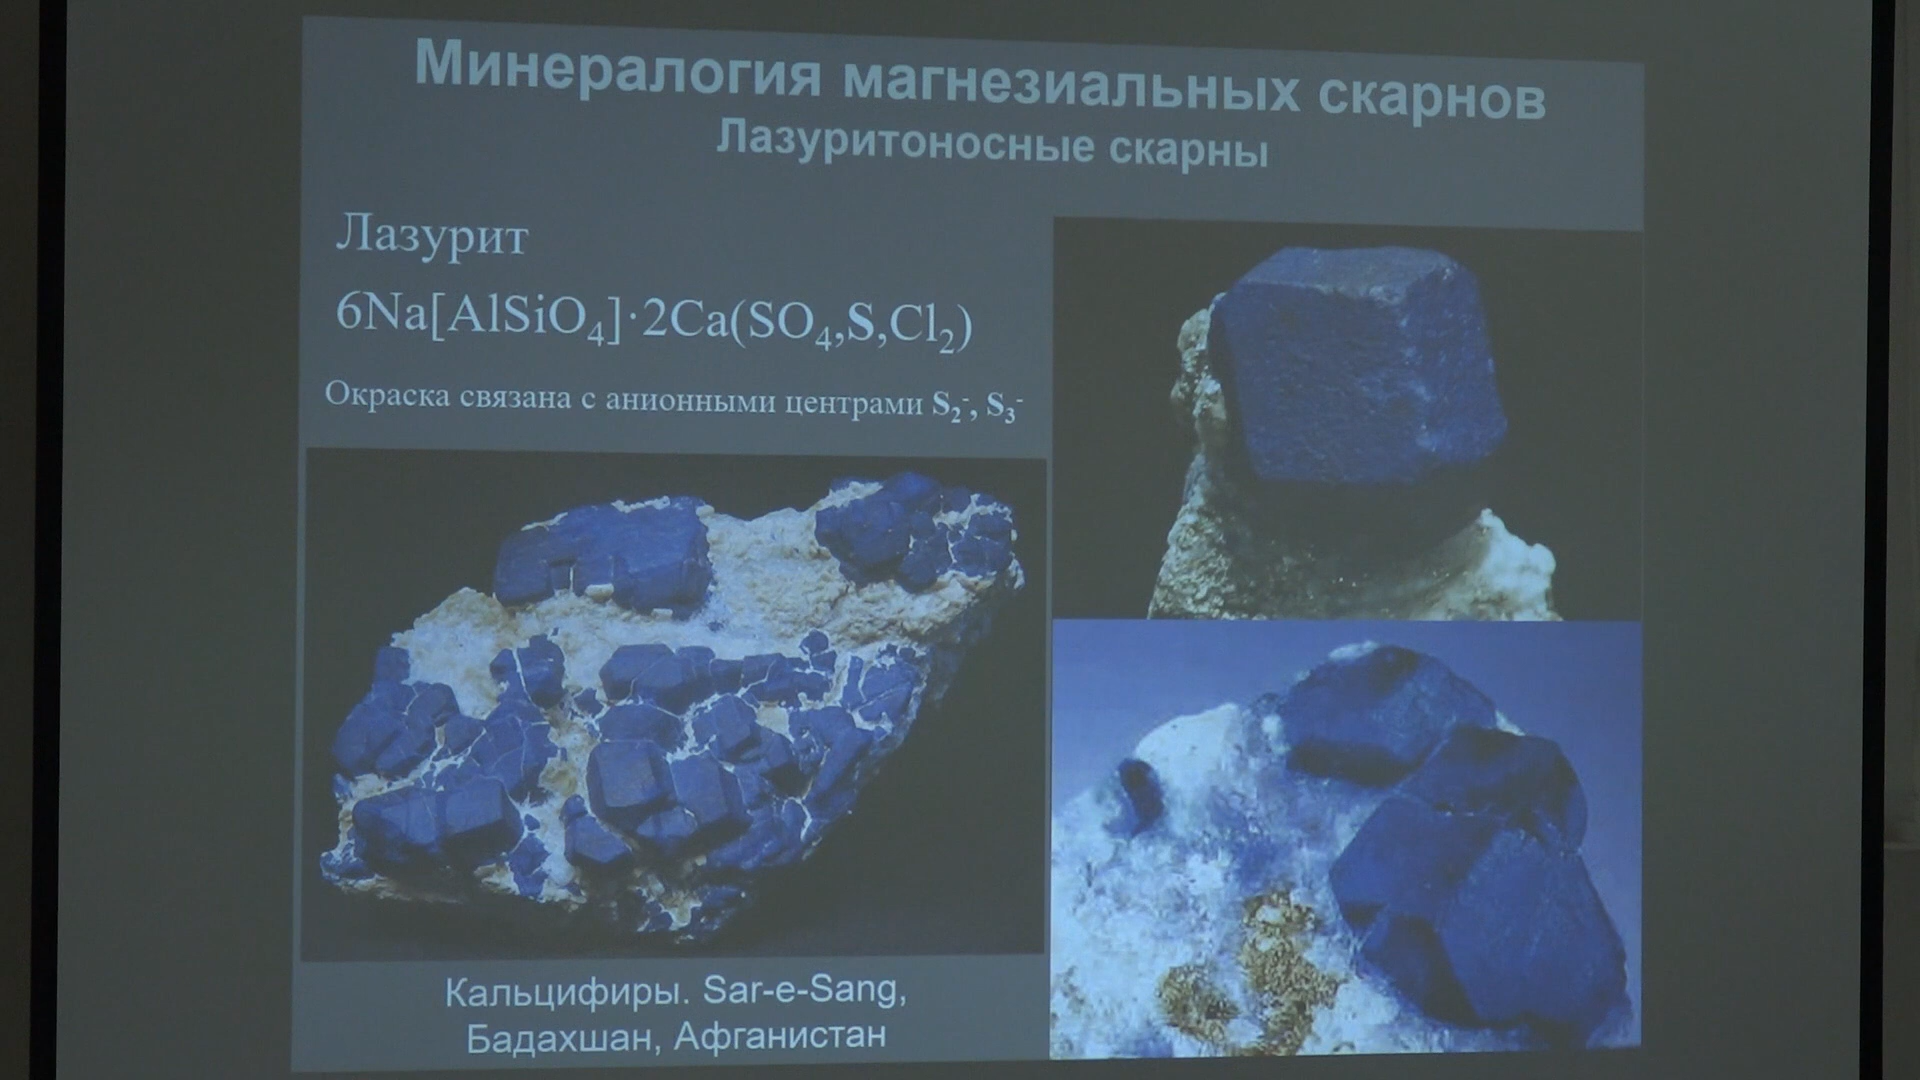 Минералогия магнезиальных скарнов
Лазуритоносные скарны
Лазурит
6Na[AlSiO₄]·2Ca(SO₄,S,Cl₂)
Окраска связана с анионными центрами S₂⁻, S₃⁻
Кальцифиры. Sar-e-Sang,
Бадахшан, Афганистан